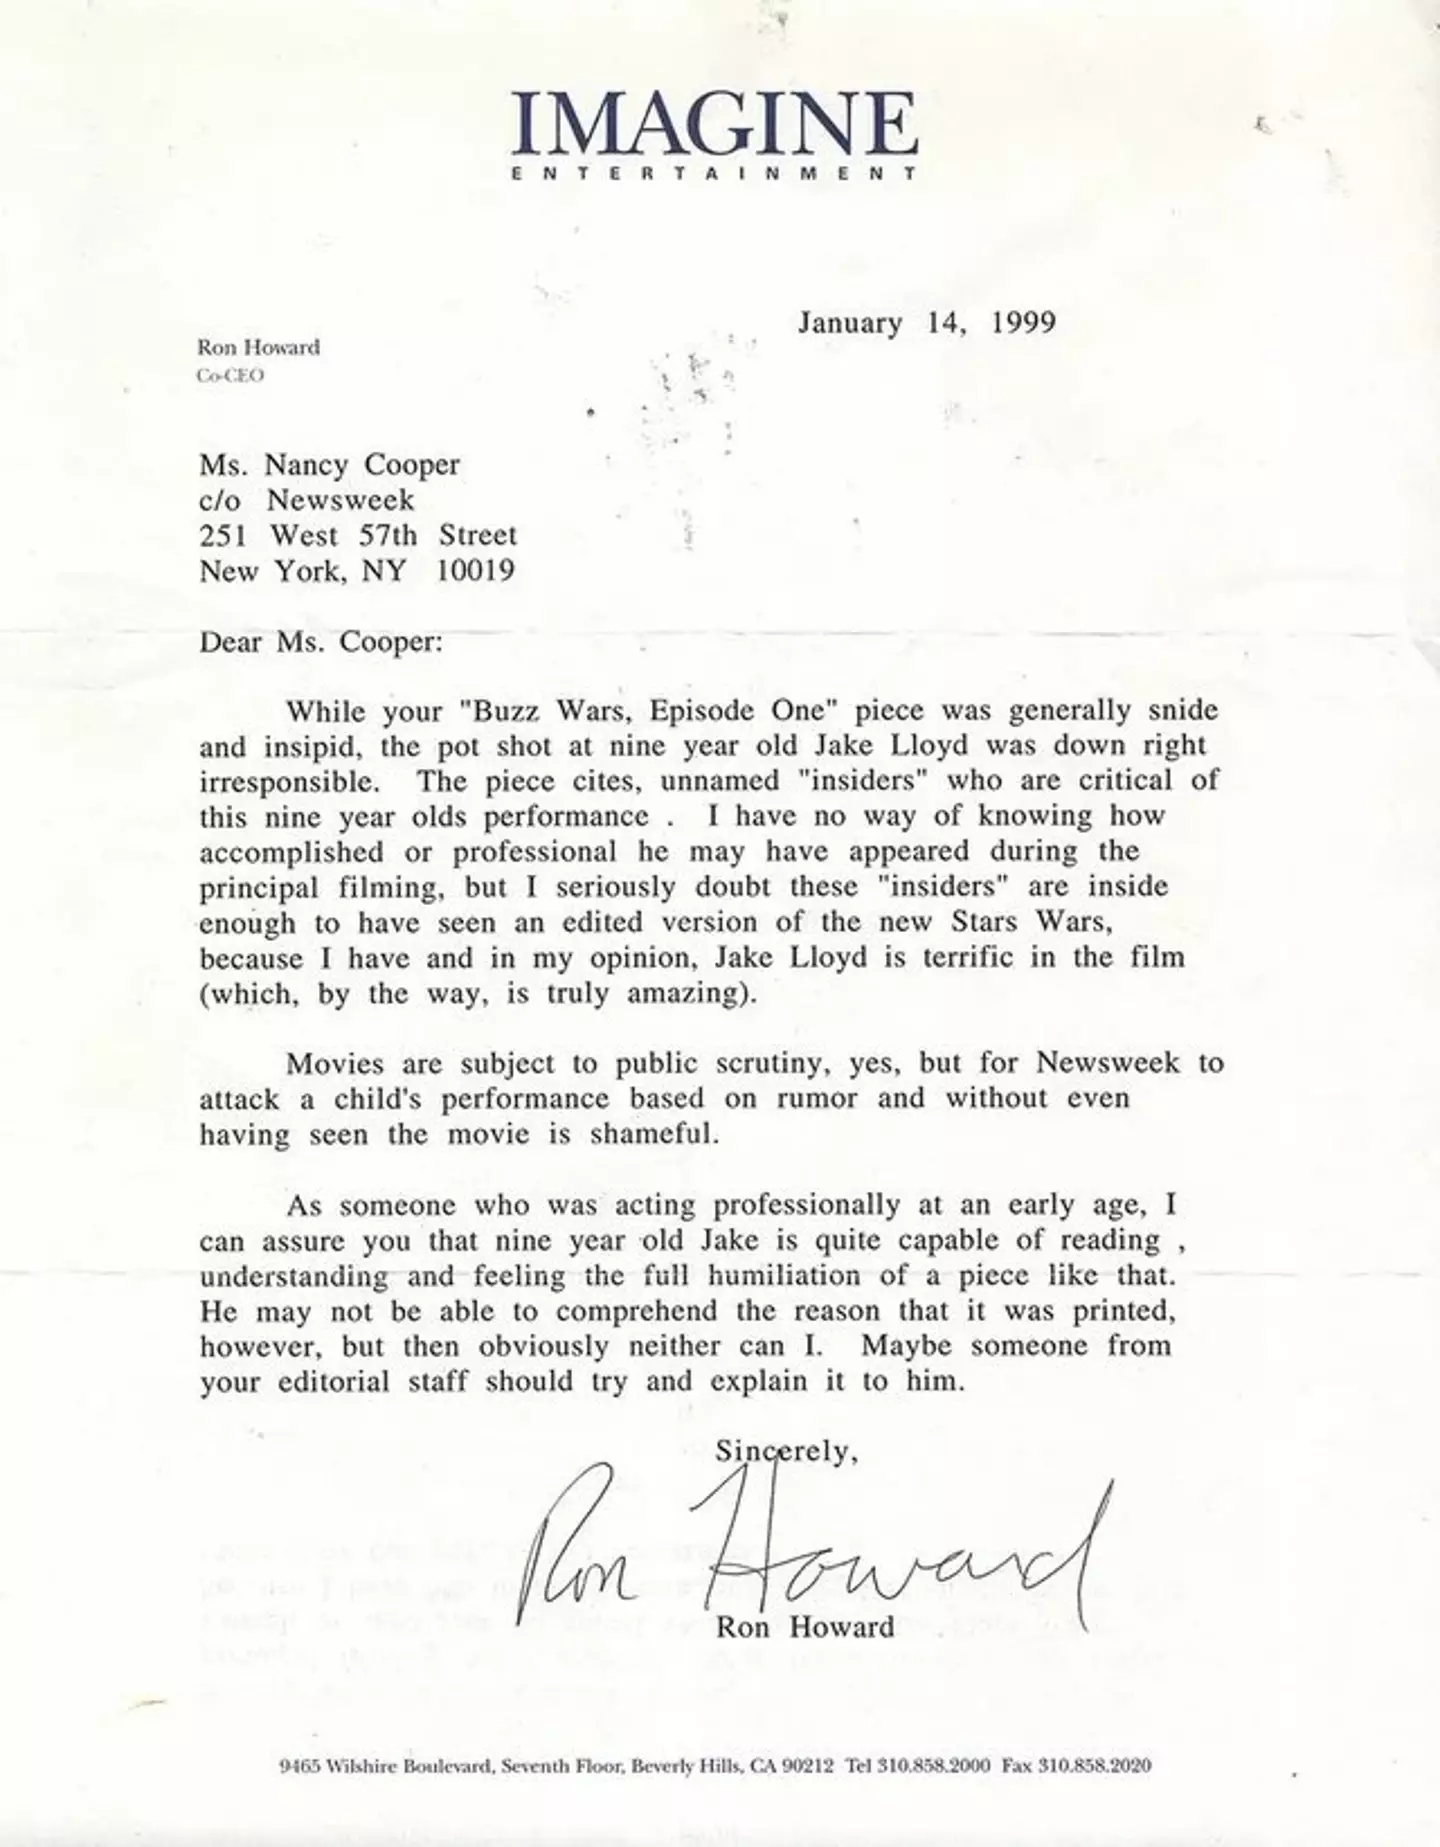 IMAGINE
ENTERTAINMENT
January 14, 1999
Ron Howard
Co-CEO
Ms. Nancy Cooper
c/o Newsweek
251 West 57th Street
New York, NY 10019
Dear Ms. Cooper:
While your "Buzz Wars, Episode One" piece was generally snide
and insipid, the pot shot at nine year old Jake Lloyd was down right
irresponsible. The piece cites, unnamed "insiders" who are critical of
this nine year olds performance . I have no way of knowing how
accomplished or professional he may have appeared during the
principal filming, but I seriously doubt these "insiders" are inside
enough to have seen an edited version of the new Stars Wars,
because I have and in my opinion, Jake Lloyd is terrific in the film
(which, by the way, is truly amazing).
Movies are subject to public scrutiny, yes, but for Newsweek to
attack a child's performance based on rumor and without even
having seen the movie is shameful.
As someone who was acting professionally at an early age, I
can assure you that nine year old Jake is quite capable of reading ,
understanding and feeling the full humiliation of a piece like that.
He may not be able to comprehend the reason that it was printed,
however, but then obviously neither can I. Maybe someone from
your editorial staff should try and explain it to him.
Sincerely,
Ron Howard
Ron Howard
9465 Wilshire Boulevard, Seventh Floor, Beverly Hills, CA 90212 Tel 310.858.2000 Fax 310.858.2020